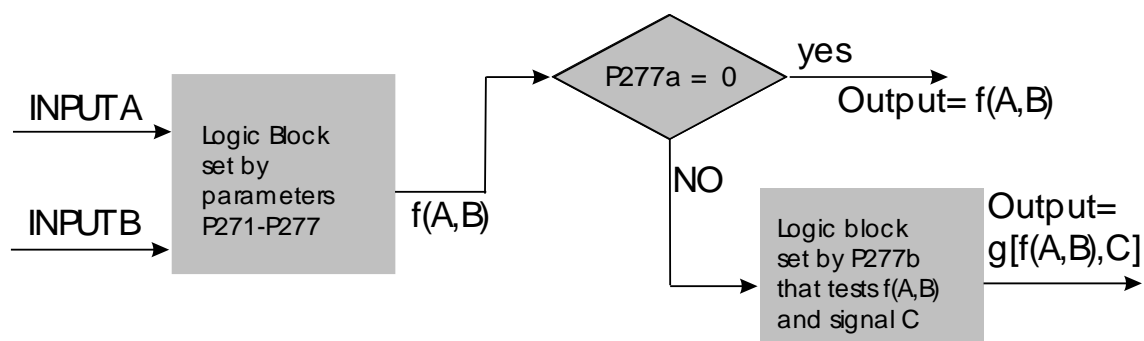 INPUT A
INPUT B
Logic Block
set by
parameters
P271-P277
f(A,B)
P277a = 0
yes
Output= f(A,B)
NO
Logic block
set by P277b
that tests f(A,B)
and signal C
Output=
g[f(A,B),C]